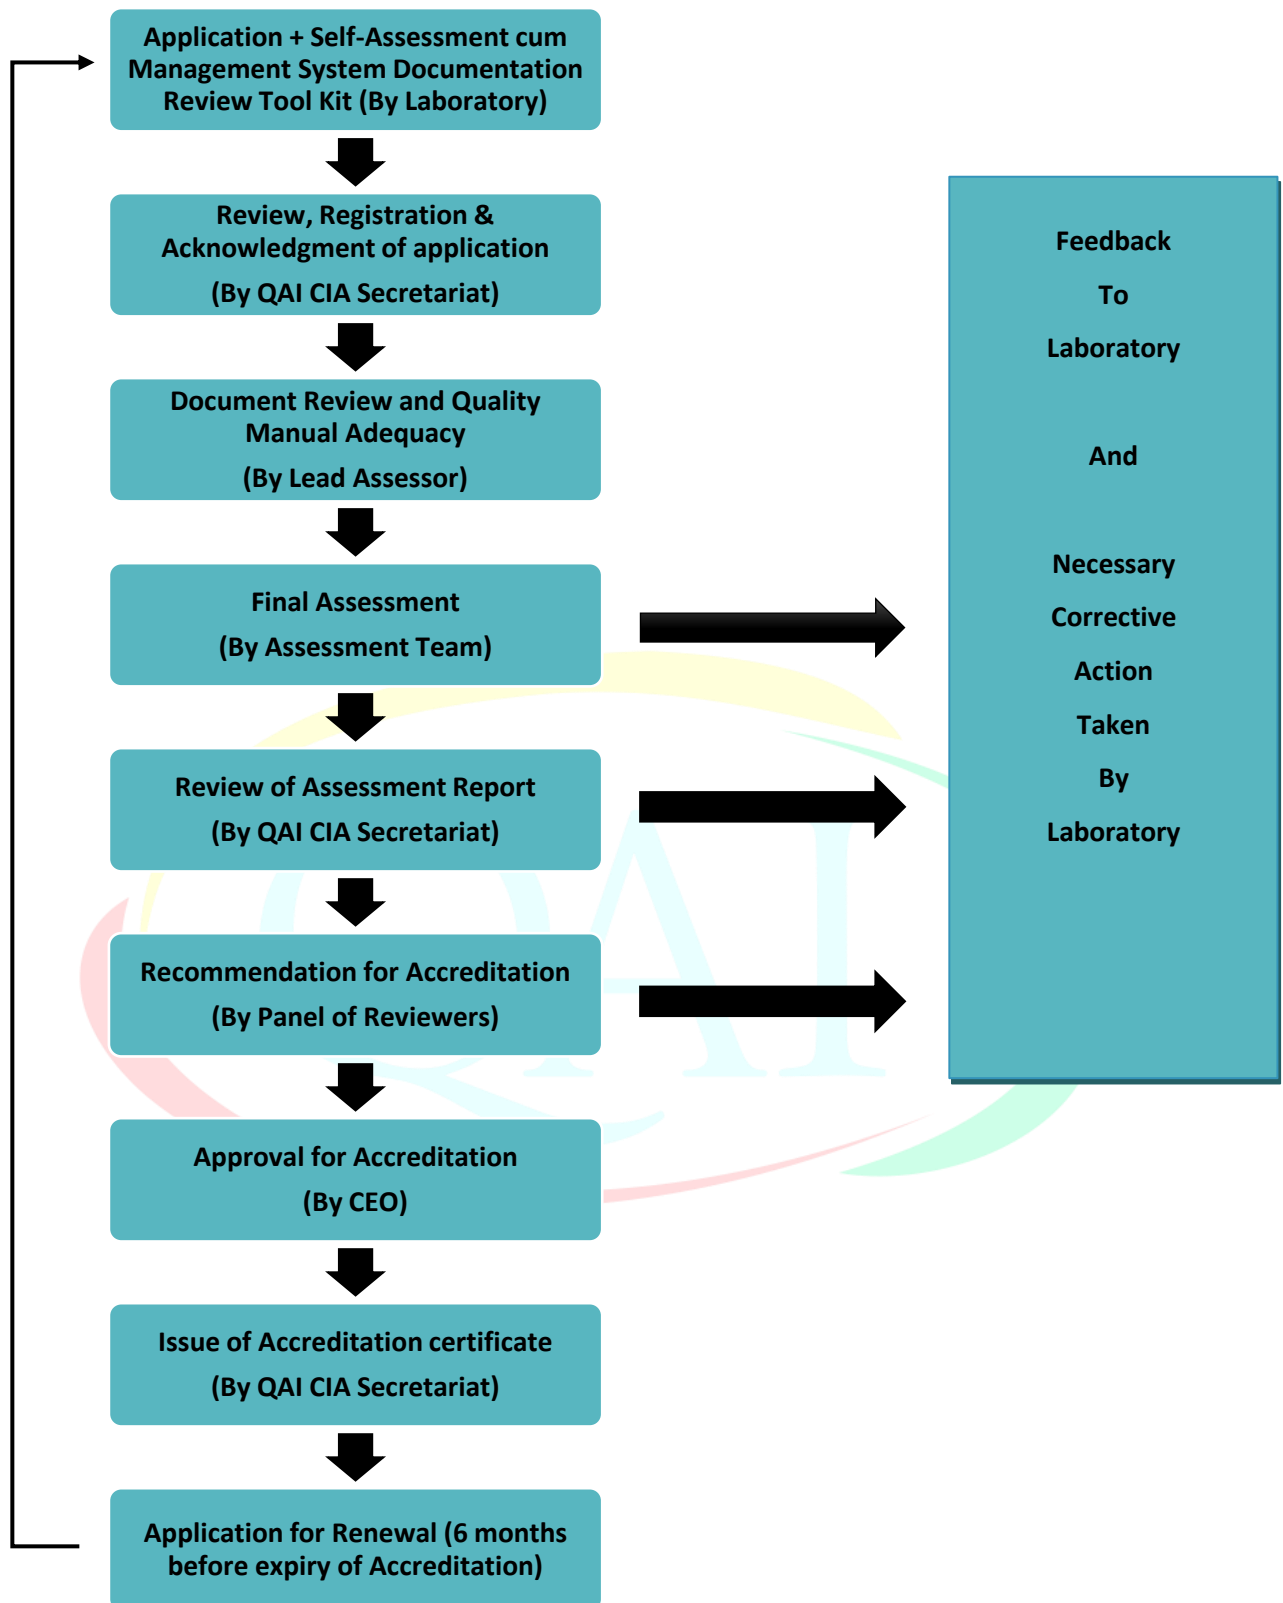 Application + Self-Assessment cum
Management System Documentation
Review Tool Kit (By Laboratory)
Review, Registration &
Acknowledgment of application
(By QAI CIA Secretariat)
Document Review and Quality
Manual Adequacy
(By Lead Assessor)
Final Assessment
(By Assessment Team)
Review of Assessment Report
(By QAI CIA Secretariat)
Recommendation for Accreditation
(By Panel of Reviewers)
Approval for Accreditation
(By CEO)
Issue of Accreditation certificate
(By QAI CIA Secretariat)
Application for Renewal (6 months
before expiry of Accreditation)
Feedback
To
Laboratory
And
Necessary
Corrective
Action
Taken
By
Laboratory
QAI